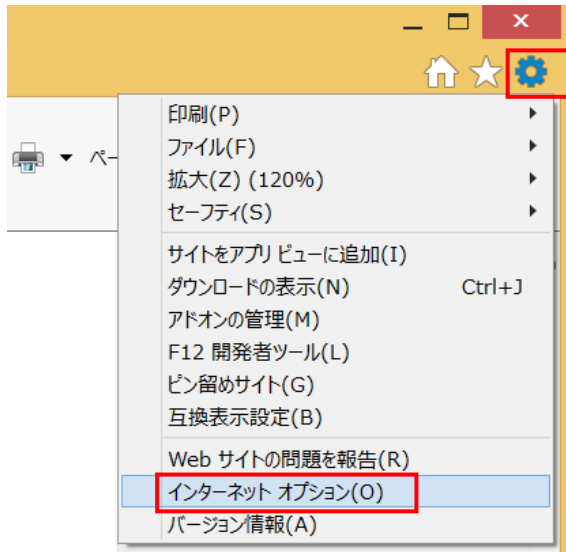 印刷(P)
ファイル(F)
ペー
拡大(Z) (120%)
セーフティ(S)
サイトをアプリ ビューに追加(I)
ダウンロードの表示(N) Ctrl+J
アドオンの管理(M)
F12 開発者ツール(L)
ピン留めサイト(G)
互換表示設定(B)
Web サイトの問題を報告(R)
インターネット オプション(O)
バージョン情報(A)